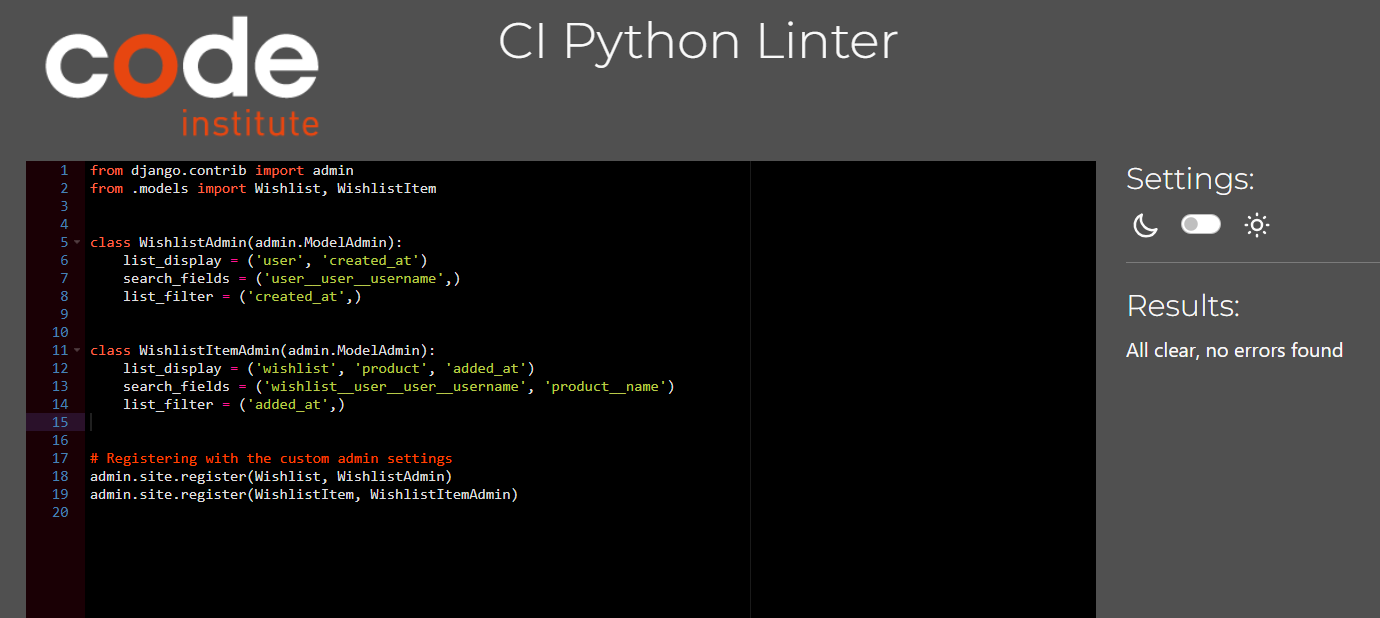 code
institute
CI Python Linter
1 from django.contrib import admin
2 from .models import Wishlist, WishlistItem
3
4
5 class WishlistAdmin(admin.ModelAdmin):
6     list_display = ('user', 'created_at')
7     search_fields = ('user__user__username',)
8     list_filter = ('created_at',)
9
10
11 class WishlistItemAdmin(admin.ModelAdmin):
12     list_display = ('wishlist', 'product', 'added_at')
13     search_fields = ('wishlist__user__user__username', 'product__name')
14     list_filter = ('added_at',)
15
16
17 # Registering with the custom admin settings
18 admin.site.register(Wishlist, WishlistAdmin)
19 admin.site.register(WishlistItem, WishlistItemAdmin)
20
Settings:
Results:
All clear, no errors found